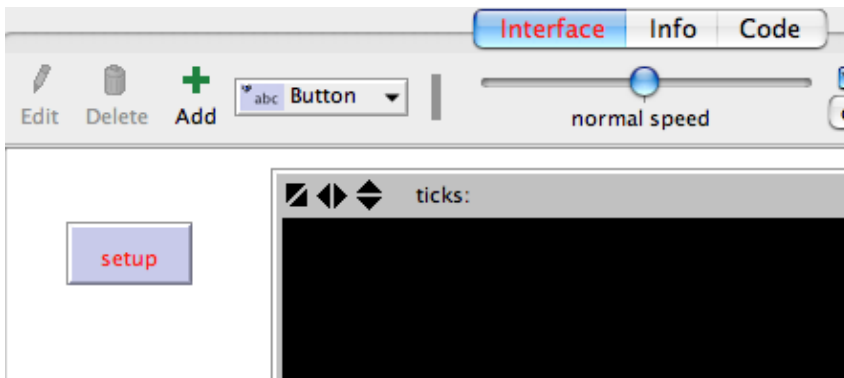 Interface Info Code
Edit Delete Add abc Button normal speed
ticks:
setup